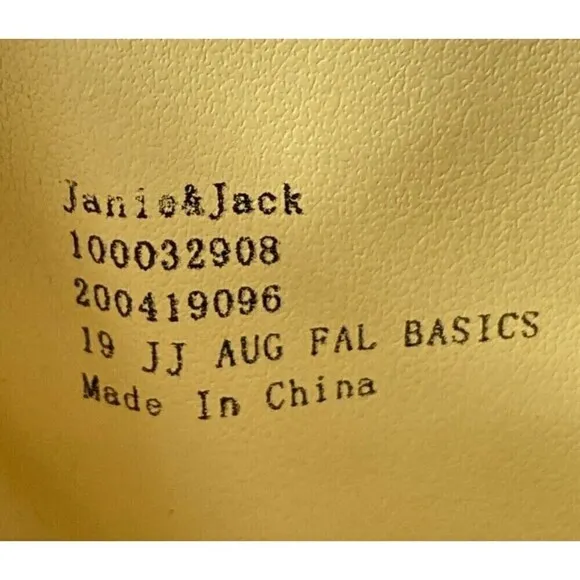 Janie&Jack
100032908
200419096
19 JJ AUG FAL BASICS
Made In China